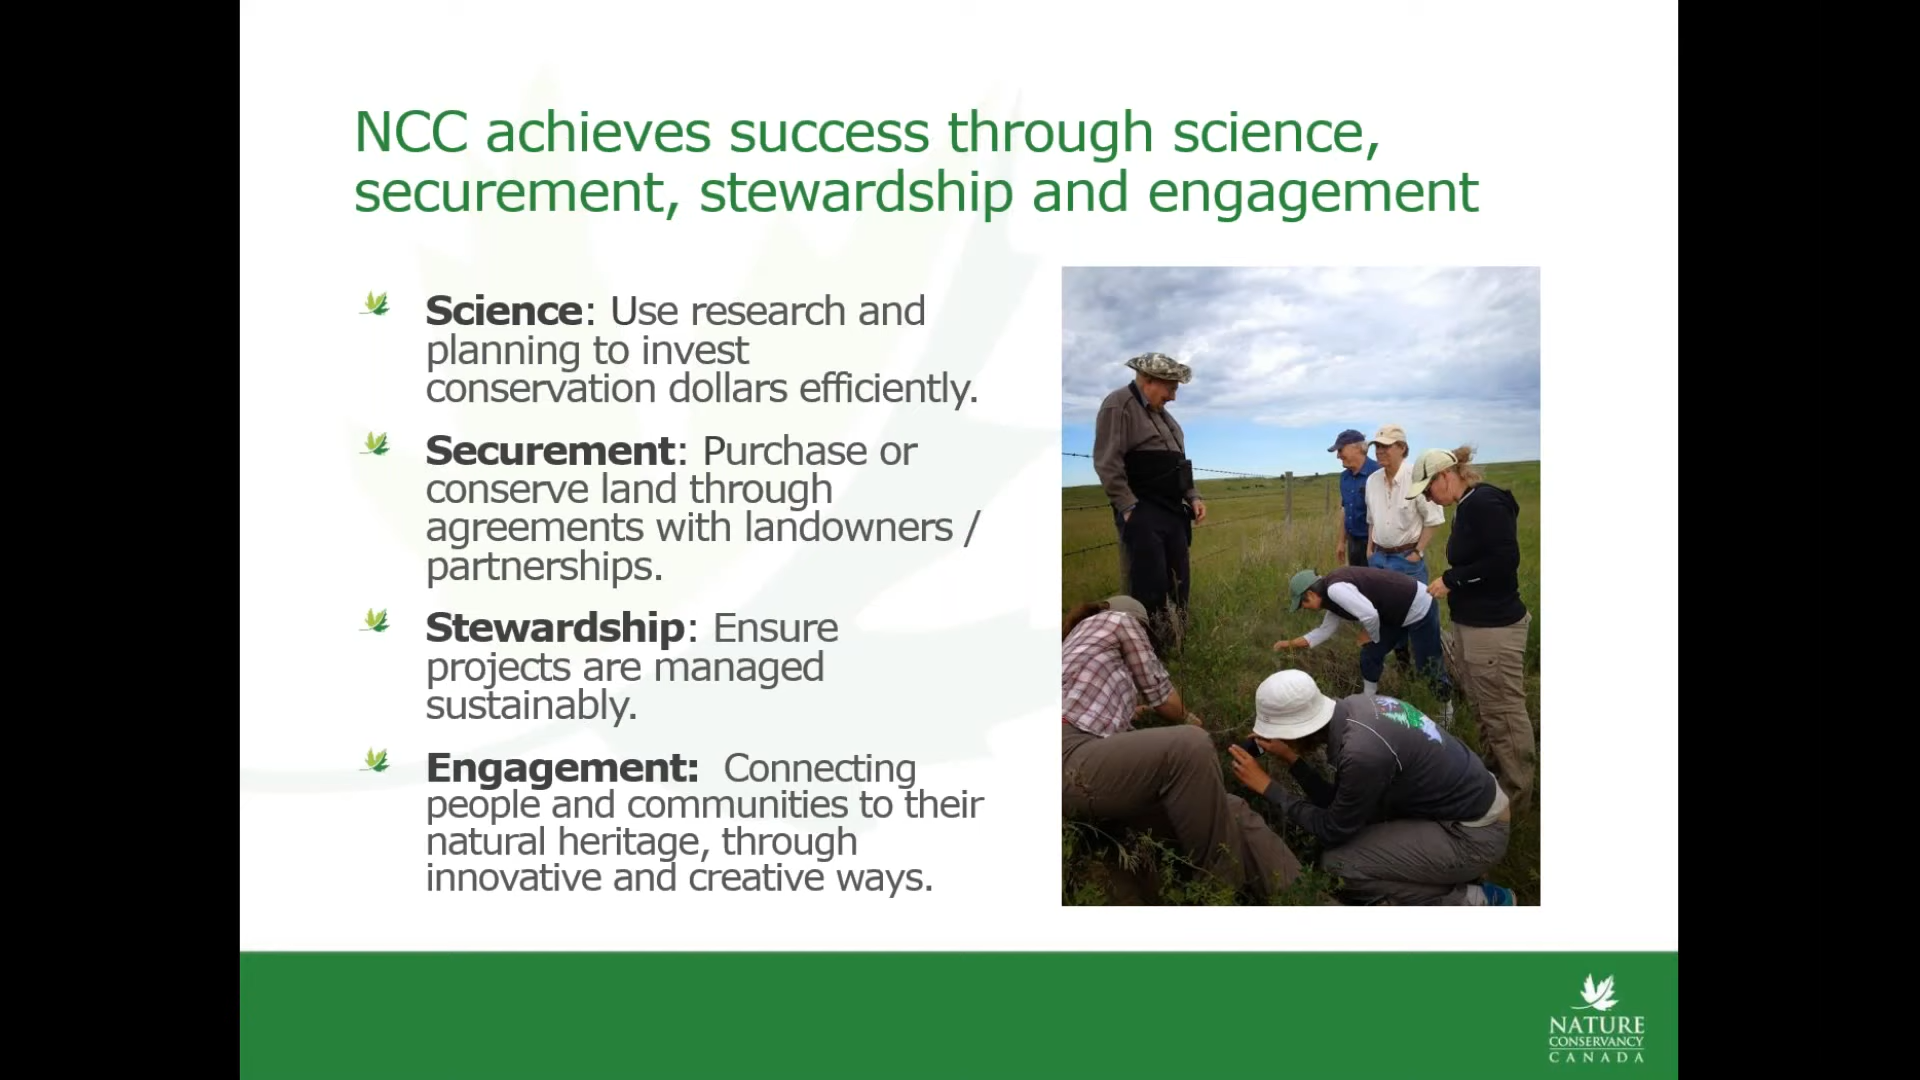 NCC achieves success through science,
securement, stewardship and engagement
Science: Use research and
planning to invest
conservation dollars efficiently.
Securement: Purchase or
conserve land through
agreements with landowners /
partnerships.
Stewardship: Ensure
projects are managed
sustainably.
Engagement:  Connecting
people and communities to their
natural heritage, through
innovative and creative ways.
NATURE
CONSERVANCY
CANADA